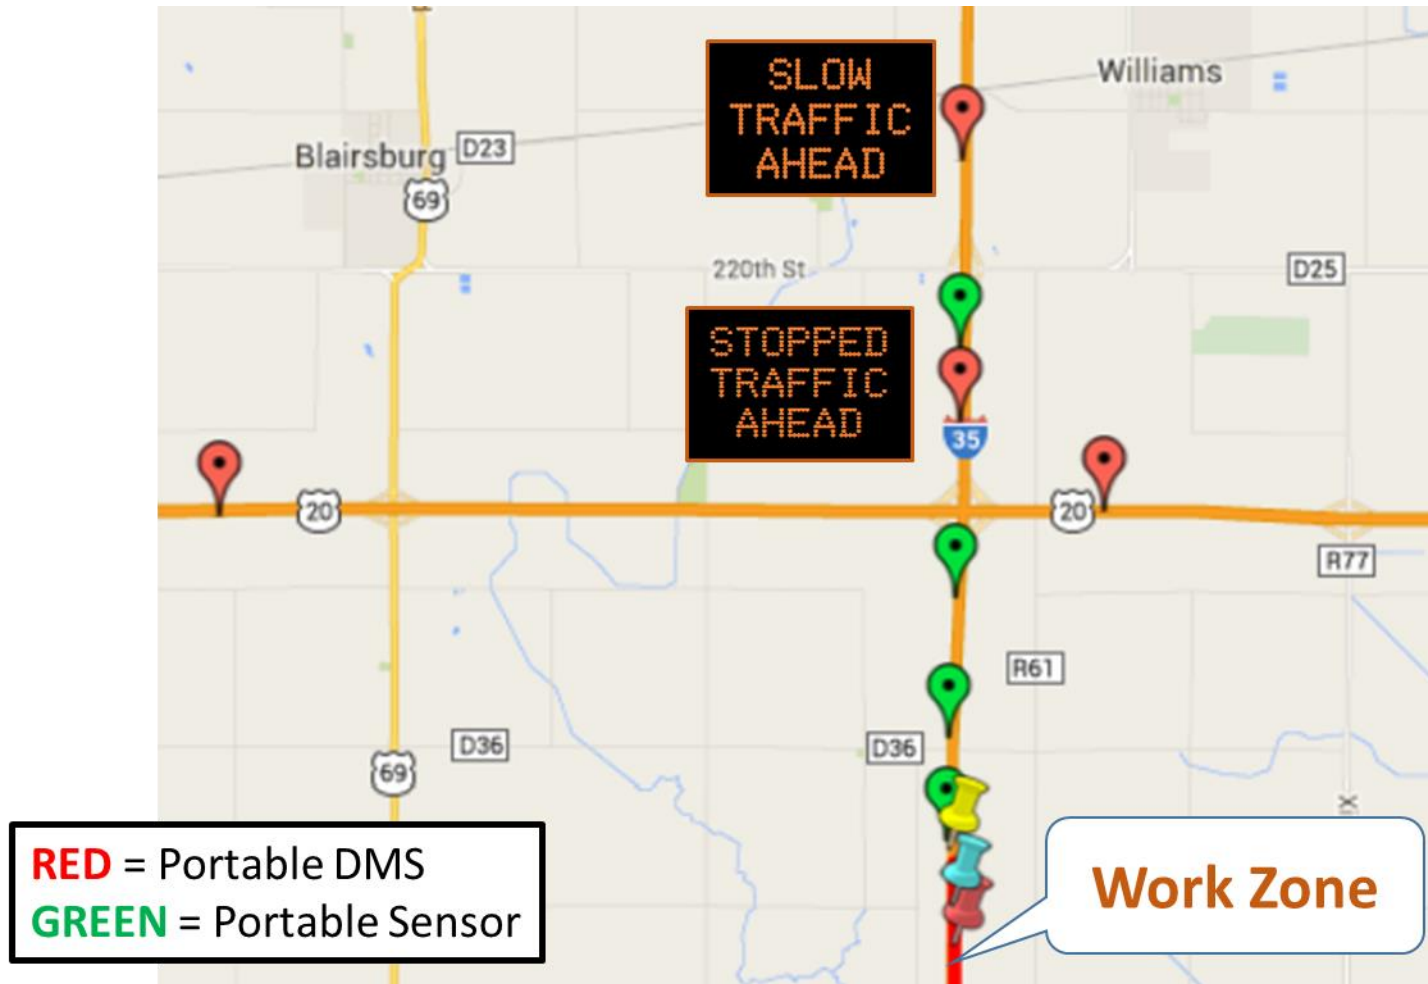 SLOW
TRAFFIC
AHEAD
Williams
Blairsburg
D23
69
220th St
D25
STOPPED
TRAFFIC
AHEAD
35
20
20
R77
R61
D36
D36
69
RED = Portable DMS
GREEN = Portable Sensor
Work Zone